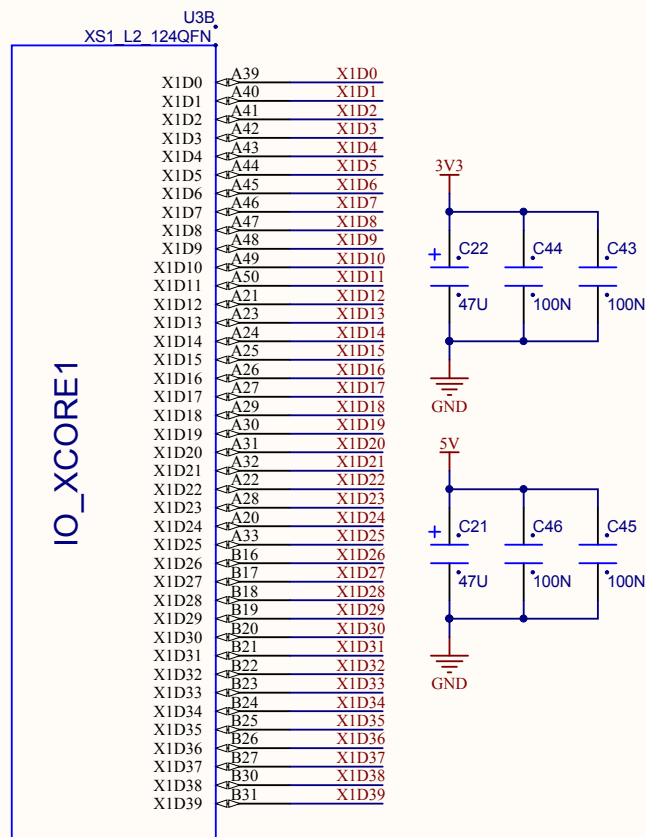 U3B
XS1_L2_124QFN
IO_XCORE1
X1D0 A39 X1D0
X1D1 A40 X1D1
X1D2 A41 X1D2
X1D3 A42 X1D3
X1D4 A43 X1D4
X1D5 A44 X1D5
X1D6 A45 X1D6
X1D7 A46 X1D7
X1D8 A47 X1D8
X1D9 A48 X1D9
X1D10 A49 X1D10
X1D11 A50 X1D11
X1D12 A21 X1D12
X1D13 A23 X1D13
X1D14 A24 X1D14
X1D15 A25 X1D15
X1D16 A26 X1D16
X1D17 A27 X1D17
X1D18 A29 X1D18
X1D19 A30 X1D19
X1D20 A31 X1D20
X1D21 A32 X1D21
X1D22 A22 X1D22
X1D23 A28 X1D23
X1D24 A20 X1D24
X1D25 A33 X1D25
X1D26 B16 X1D26
X1D27 B17 X1D27
X1D28 B18 X1D28
X1D29 B19 X1D29
X1D30 B20 X1D30
X1D31 B21 X1D31
X1D32 B22 X1D32
X1D33 B23 X1D33
X1D34 B24 X1D34
X1D35 B25 X1D35
X1D36 B26 X1D36
X1D37 B27 X1D37
X1D38 B30 X1D38
X1D39 B31 X1D39
3V3
+ C22 C44 C43
47U 100N 100N
GND
5V
+ C21 C46 C45
47U 100N 100N
GND